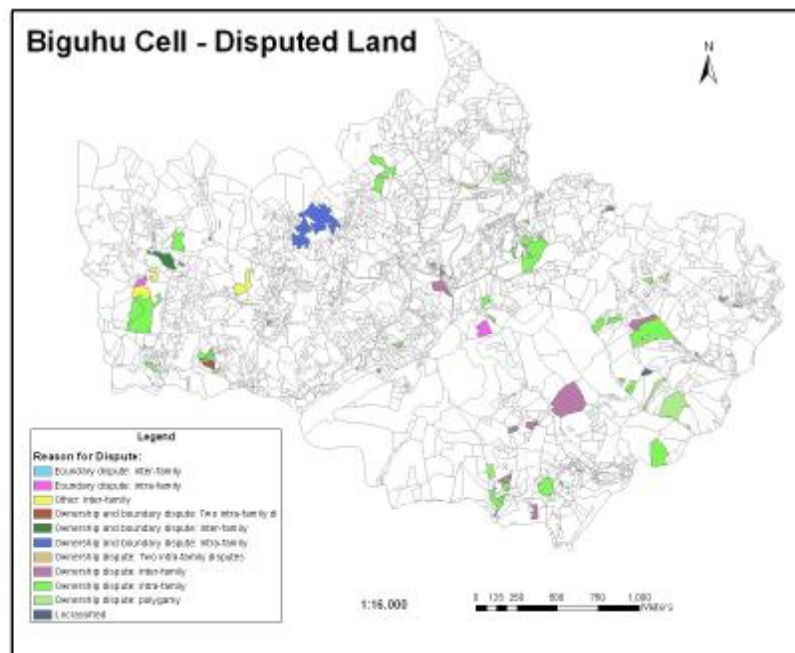 Biguhu Cell - Disputed Land
N
Legend
Reason for Dispute:
Boundary dispute: inter-family
Boundary dispute: intra-family
Other: inter-family
Ownership and boundary dispute: Two intra-family di
Ownership and boundary dispute: inter-family
Ownership and boundary dispute: intra-family
Ownership dispute: Two intra-family disputes
Ownership dispute: inter-family
Ownership dispute: intra-family
Ownership dispute: polygamy
Unclassified
1:16,000
0 125 250 500 750 1,000
Meters